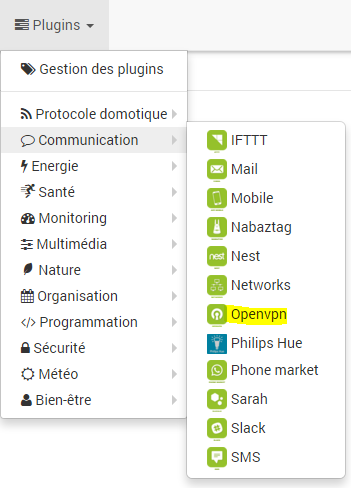 Plugins
Gestion des plugins
Protocole domotique
Communication
Energie
Santé
Monitoring
Multimédia
Nature
Organisation
Programmation
Sécurité
Météo
Bien-être
IFTTT
Mail
Mobile
Nabaztag
Nest
Networks
Openvpn
Philips Hue
Phone market
Sarah
Slack
SMS